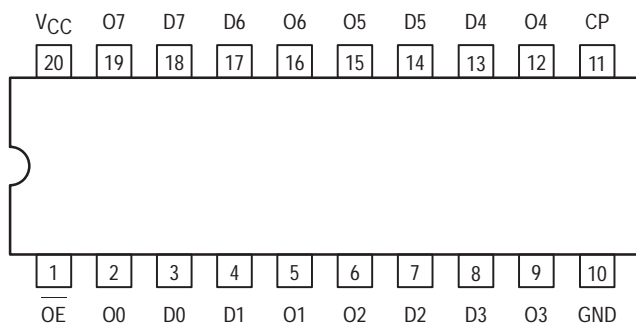 VCC O7 D7 D6 O6 O5 D5 D4 O4 CP
20 19 18 17 16 15 14 13 12 11
1 2 3 4 5 6 7 8 9 10
O̅E̅ O0 D0 D1 O1 O2 D2 D3 O3 GND